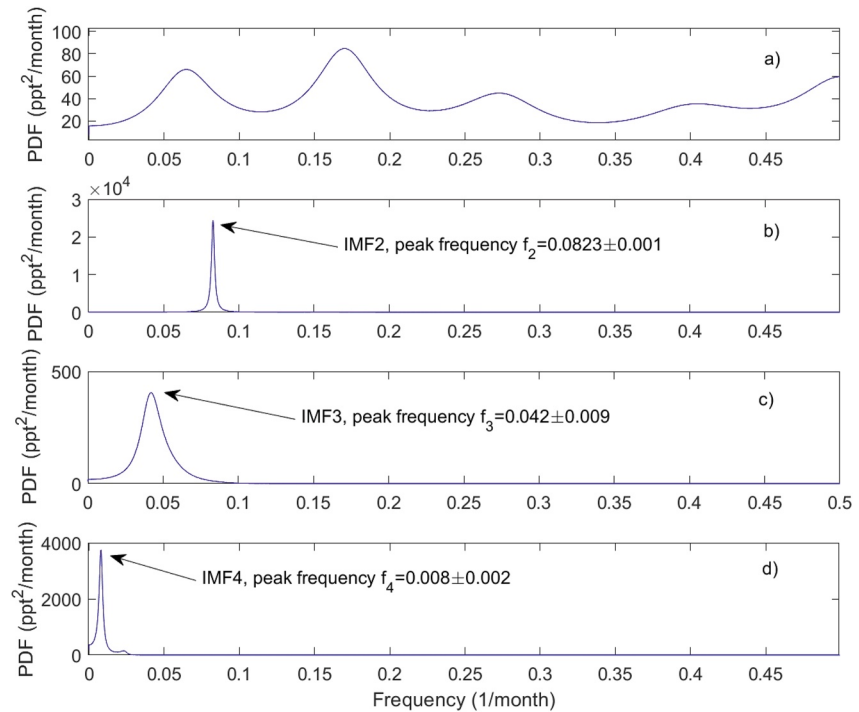 100
80
60
40
20
PDF (ppt²/month)
a)
0 0.05 0.1 0.15 0.2 0.25 0.3 0.35 0.4 0.45
×10⁴
3
2
1
0
PDF (ppt²/month)
IMF2, peak frequency f₂=0.0823±0.001
b)
0 0.05 0.1 0.15 0.2 0.25 0.3 0.35 0.4 0.45
500
0
PDF (ppt²/month)
IMF3, peak frequency f₃=0.042±0.009
c)
0 0.05 0.1 0.15 0.2 0.25 0.3 0.35 0.4 0.45 0.5
4000
2000
0
PDF (ppt²/month)
IMF4, peak frequency f₄=0.008±0.002
d)
0 0.05 0.1 0.15 0.2 0.25 0.3 0.35 0.4 0.45
Frequency (1/month)